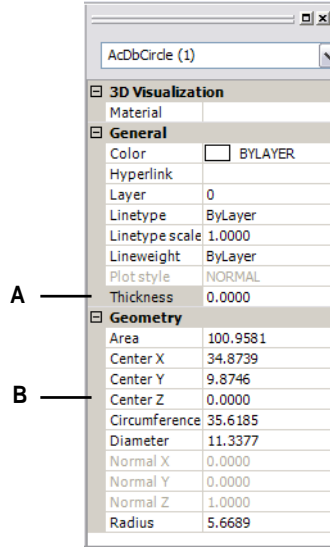 AcDbCircle (1)
3D Visualization
Material
General
Color BYLAYER
Hyperlink
Layer 0
Linetype ByLayer
Linetype scale 1.0000
Lineweight ByLayer
Plot style NORMAL
A Thickness 0.0000
Geometry
Area 100.9581
Center X 34.8739
Center Y 9.8746
B Center Z 0.0000
Circumference 35.6185
Diameter 11.3377
Normal X 0.0000
Normal Y 0.0000
Normal Z 1.0000
Radius 5.6689